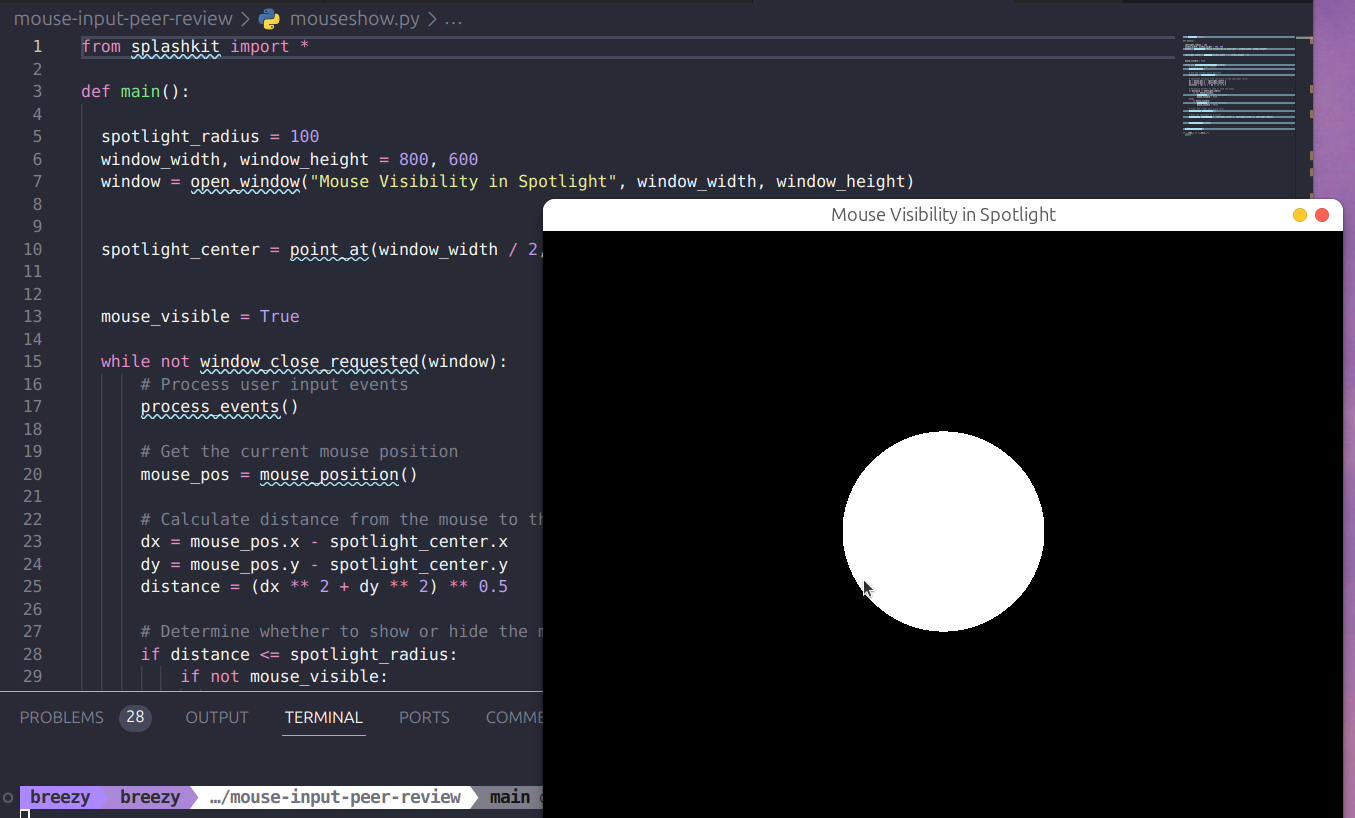 mouse-input-peer-review > mouseshow.py > ...
1 from splashkit import *
2
3 def main():
4
5 spotlight_radius = 100
6 window_width, window_height = 800, 600
7 window = open_window("Mouse Visibility in Spotlight", window_width, window_height)
8
9
10 spotlight_center = point_at(window_width / 2,
11
12
13 mouse_visible = True
14
15 while not window_close_requested(window):
16 # Process user input events
17 process_events()
18
19 # Get the current mouse position
20 mouse_pos = mouse_position()
21
22 # Calculate distance from the mouse to th
23 dx = mouse_pos.x - spotlight_center.x
24 dy = mouse_pos.y - spotlight_center.y
25 distance = (dx ** 2 + dy ** 2) ** 0.5
26
27 # Determine whether to show or hide the m
28 if distance <= spotlight_radius:
29 if not mouse_visible:
Mouse Visibility in Spotlight
PROBLEMS 28 OUTPUT TERMINAL PORTS COMME
breezy breezy …/mouse-input-peer-review main